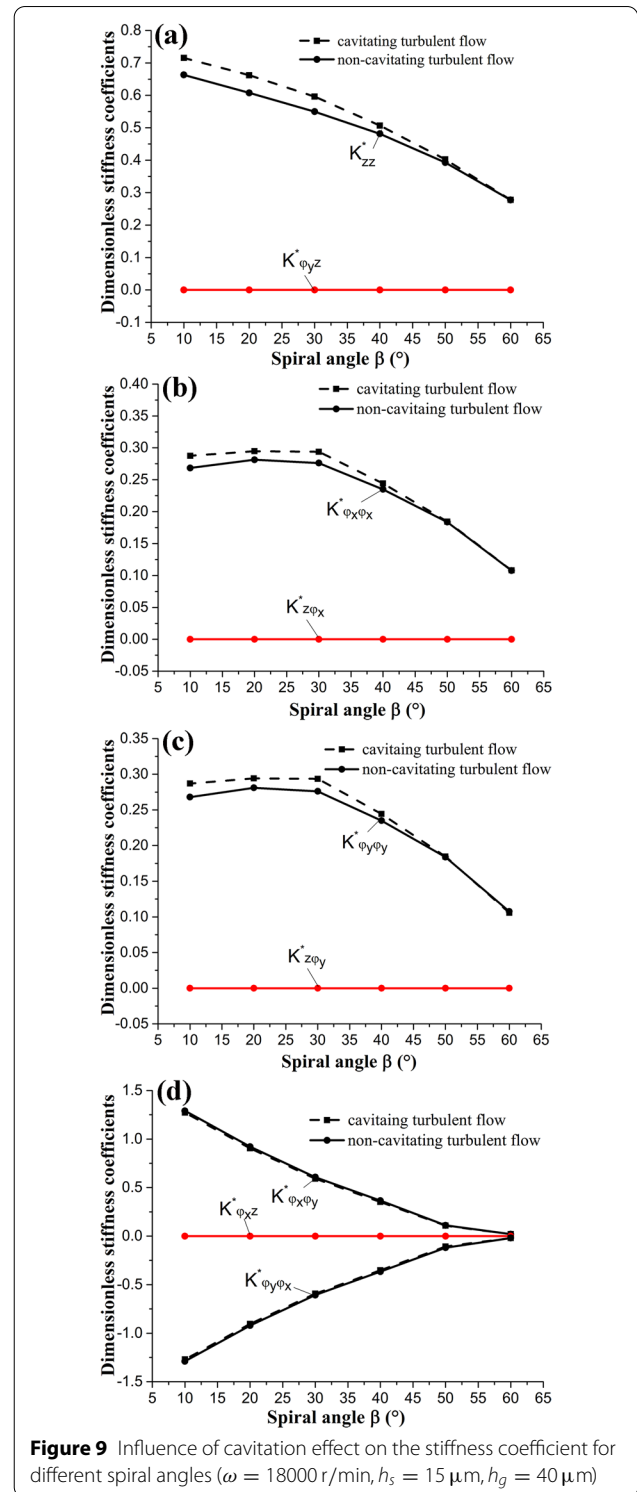 (a)
cavitating turbulent flow
non-cavitating turbulent flow
Dimensionless stiffness coefficients
0.8
0.7
0.6
0.5
0.4
0.3
0.2
0.1
0.0
-0.1
K*zz
K*φyz
5 10 15 20 25 30 35 40 45 50 55 60 65
Spiral angle β (°)
(b)
cavitating turbulent flow
non-cavitaing turbulent flow
Dimensionless stiffness coefficients
0.40
0.35
0.30
0.25
0.20
0.15
0.10
0.05
0.00
-0.05
K*φxφx
K*zφx
5 10 15 20 25 30 35 40 45 50 55 60 65
Spiral angle β (°)
(c)
cavitaing turbulent flow
non-cavitating turbulent flow
Dimensionless stiffness coefficients
0.35
0.30
0.25
0.20
0.15
0.10
0.05
0.00
-0.05
K*φyφy
K*zφy
5 10 15 20 25 30 35 40 45 50 55 60 65
Spiral angle β (°)
(d)
cavitaing turbulent flow
non-cavitating turbulent flow
Dimensionless stiffness coefficients
1.5
1.0
0.5
0.0
-0.5
-1.0
-1.5
K*φxφy
K*φxz
K*φyφx
5 10 15 20 25 30 35 40 45 50 55 60 65
Spiral angle β (°)
Figure 9 Influence of cavitation effect on the stiffness coefficient for
different spiral angles (ω = 18000 r/min, hs = 15 μm, hg = 40 μm)